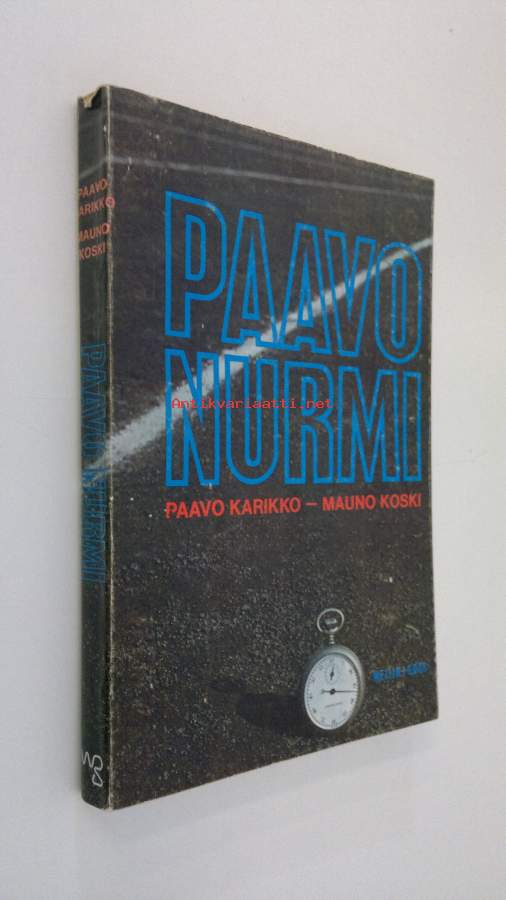 PAAVO
KARIKKO
MAUNO
KOSKI
PAAVO NURMI
PAAVO
NURMI
Antikvariaatti.net
PAAVO KARIKKO – MAUNO KOSKI